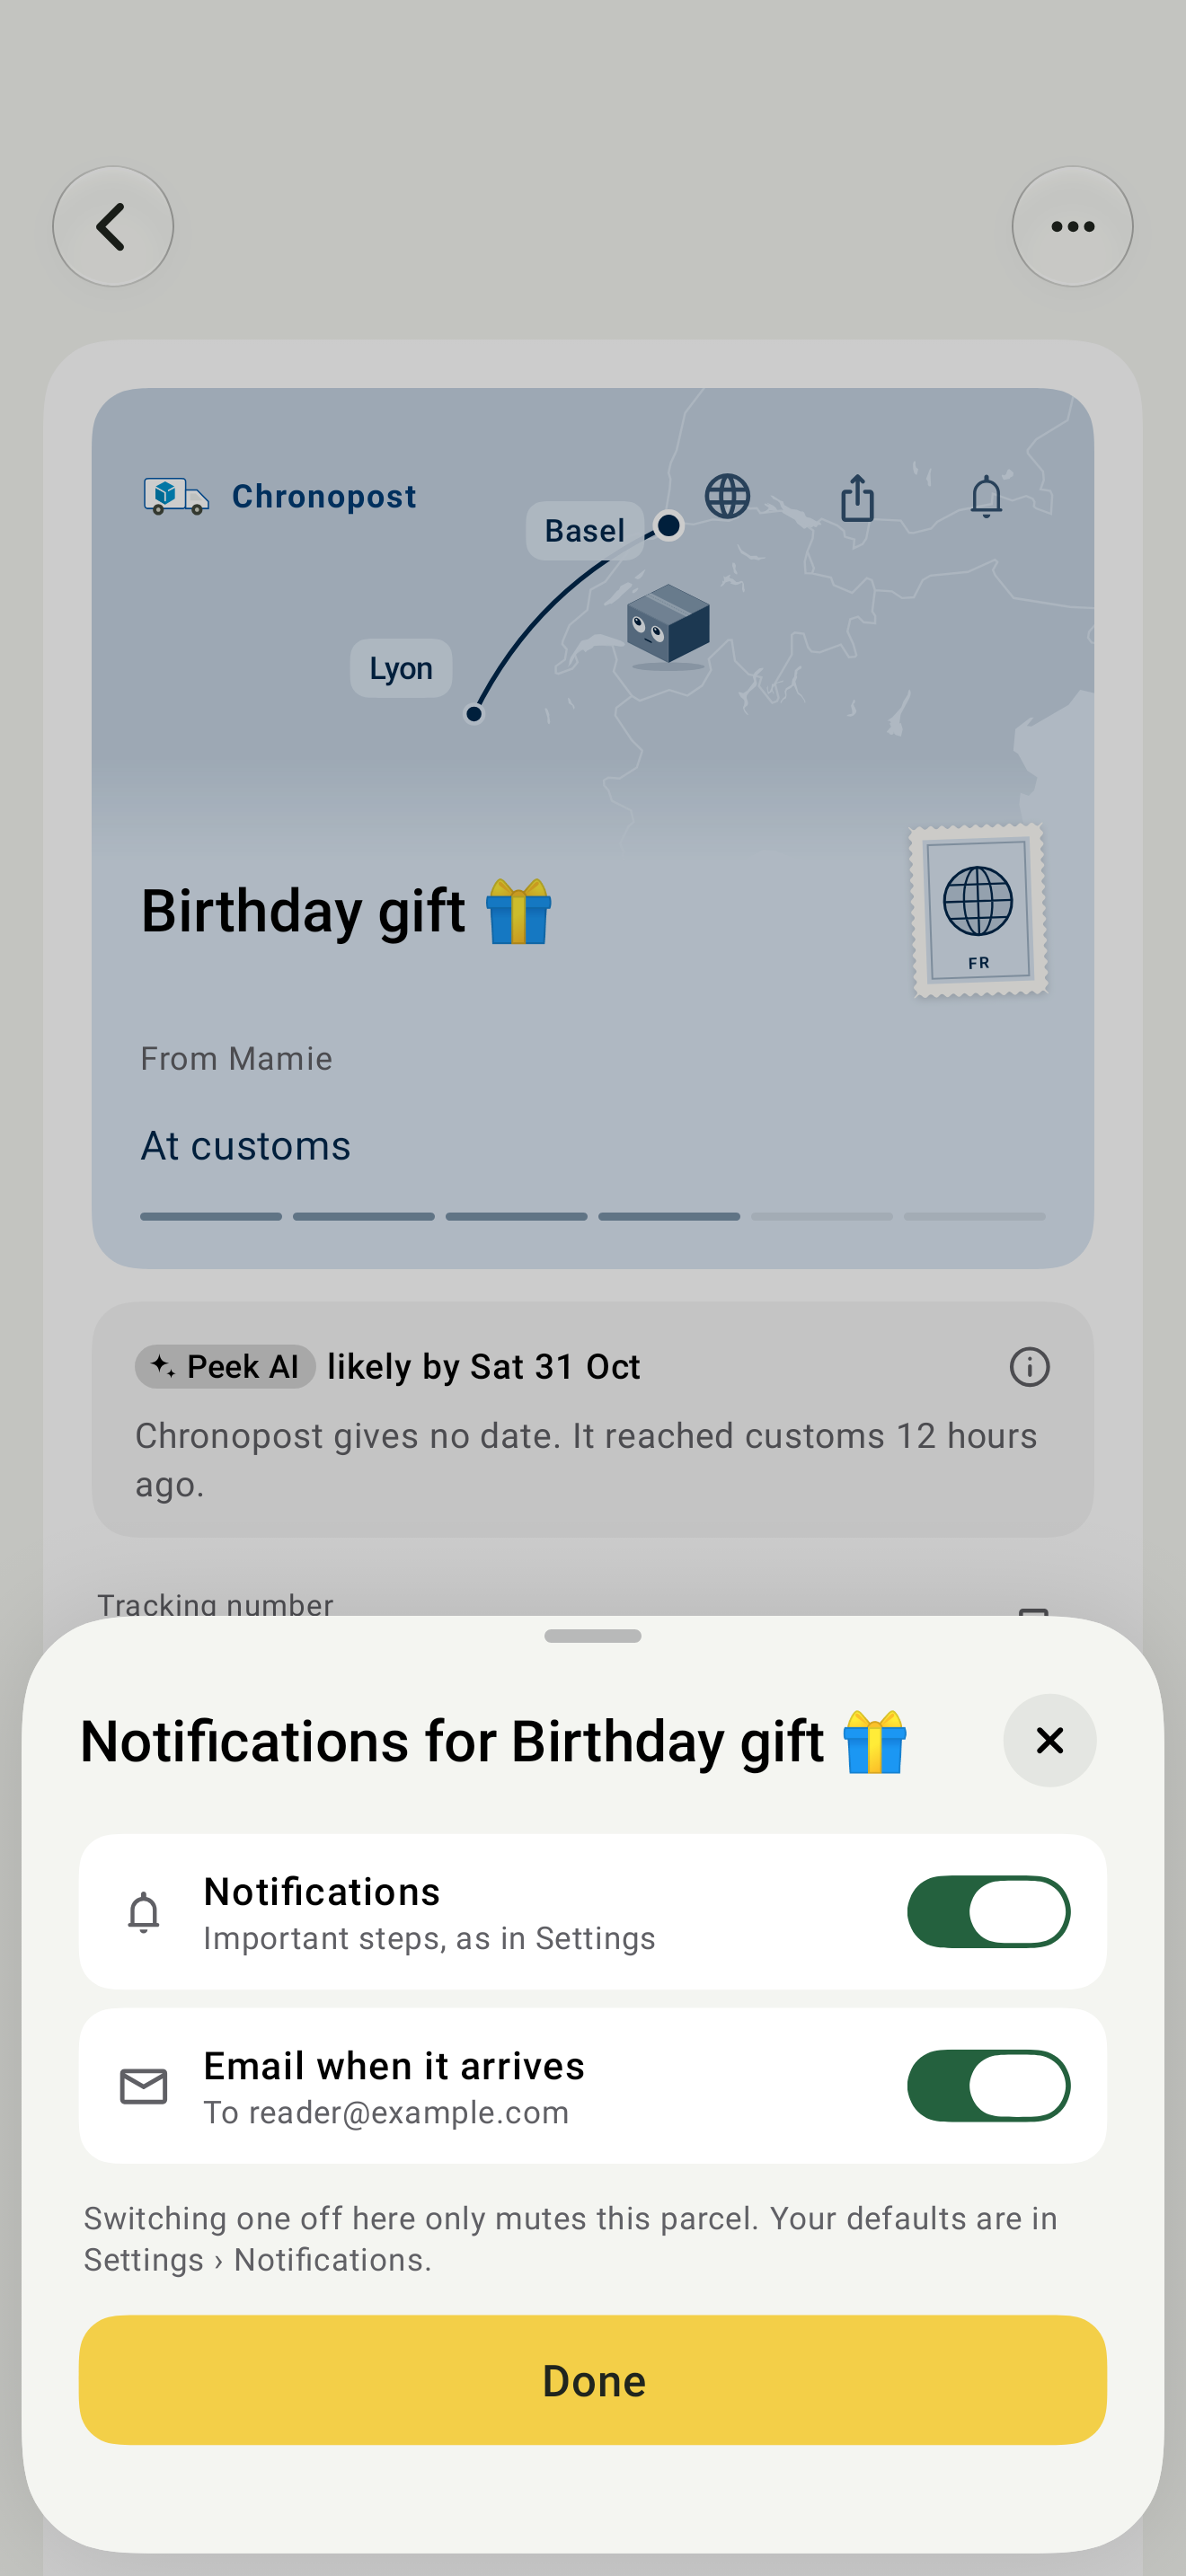 Chronopost
Basel
Lyon
Birthday gift
FR
From Mamie
At customs
Peek AI likely by Sat 31 Oct
Chronopost gives no date. It reached customs 12 hours
ago.
Tracking number
Notifications for Birthday gift
Notifications
Important steps, as in Settings
Email when it arrives
To reader@example.com
Switching one off here only mutes this parcel. Your defaults are in
Settings › Notifications.
Done